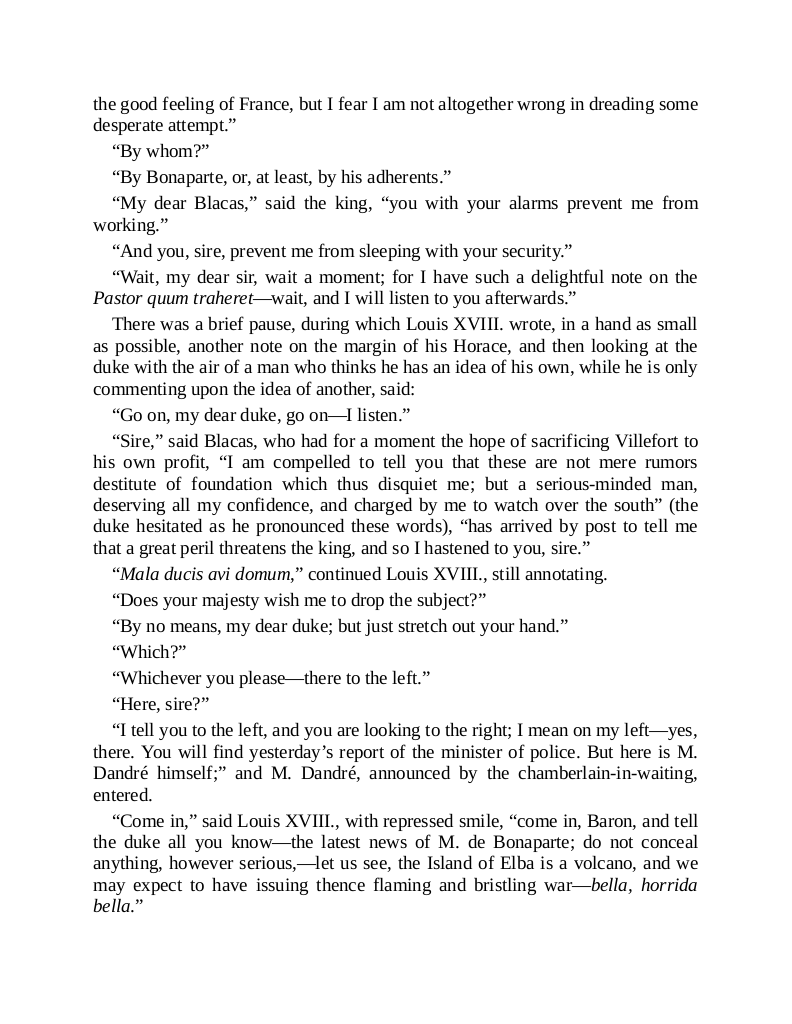 the good feeling of France, but I fear I am not altogether wrong in dreading some
desperate attempt.”
“By whom?”
“By Bonaparte, or, at least, by his adherents.”
“My dear Blacas,” said the king, “you with your alarms prevent me from
working.”
“And you, sire, prevent me from sleeping with your security.”
“Wait, my dear sir, wait a moment; for I have such a delightful note on the
Pastor quum traheret—wait, and I will listen to you afterwards.”
There was a brief pause, during which Louis XVIII. wrote, in a hand as small
as possible, another note on the margin of his Horace, and then looking at the
duke with the air of a man who thinks he has an idea of his own, while he is only
commenting upon the idea of another, said:
“Go on, my dear duke, go on—I listen.”
“Sire,” said Blacas, who had for a moment the hope of sacrificing Villefort to
his own profit, “I am compelled to tell you that these are not mere rumors
destitute of foundation which thus disquiet me; but a serious-minded man,
deserving all my confidence, and charged by me to watch over the south” (the
duke hesitated as he pronounced these words), “has arrived by post to tell me
that a great peril threatens the king, and so I hastened to you, sire.”
“Mala ducis avi domum,” continued Louis XVIII., still annotating.
“Does your majesty wish me to drop the subject?”
“By no means, my dear duke; but just stretch out your hand.”
“Which?”
“Whichever you please—there to the left.”
“Here, sire?”
“I tell you to the left, and you are looking to the right; I mean on my left—yes,
there. You will find yesterday’s report of the minister of police. But here is M.
Dandré himself;” and M. Dandré, announced by the chamberlain-in-waiting,
entered.
“Come in,” said Louis XVIII., with repressed smile, “come in, Baron, and tell
the duke all you know—the latest news of M. de Bonaparte; do not conceal
anything, however serious,—let us see, the Island of Elba is a volcano, and we
may expect to have issuing thence flaming and bristling war—bella, horrida
bella.”